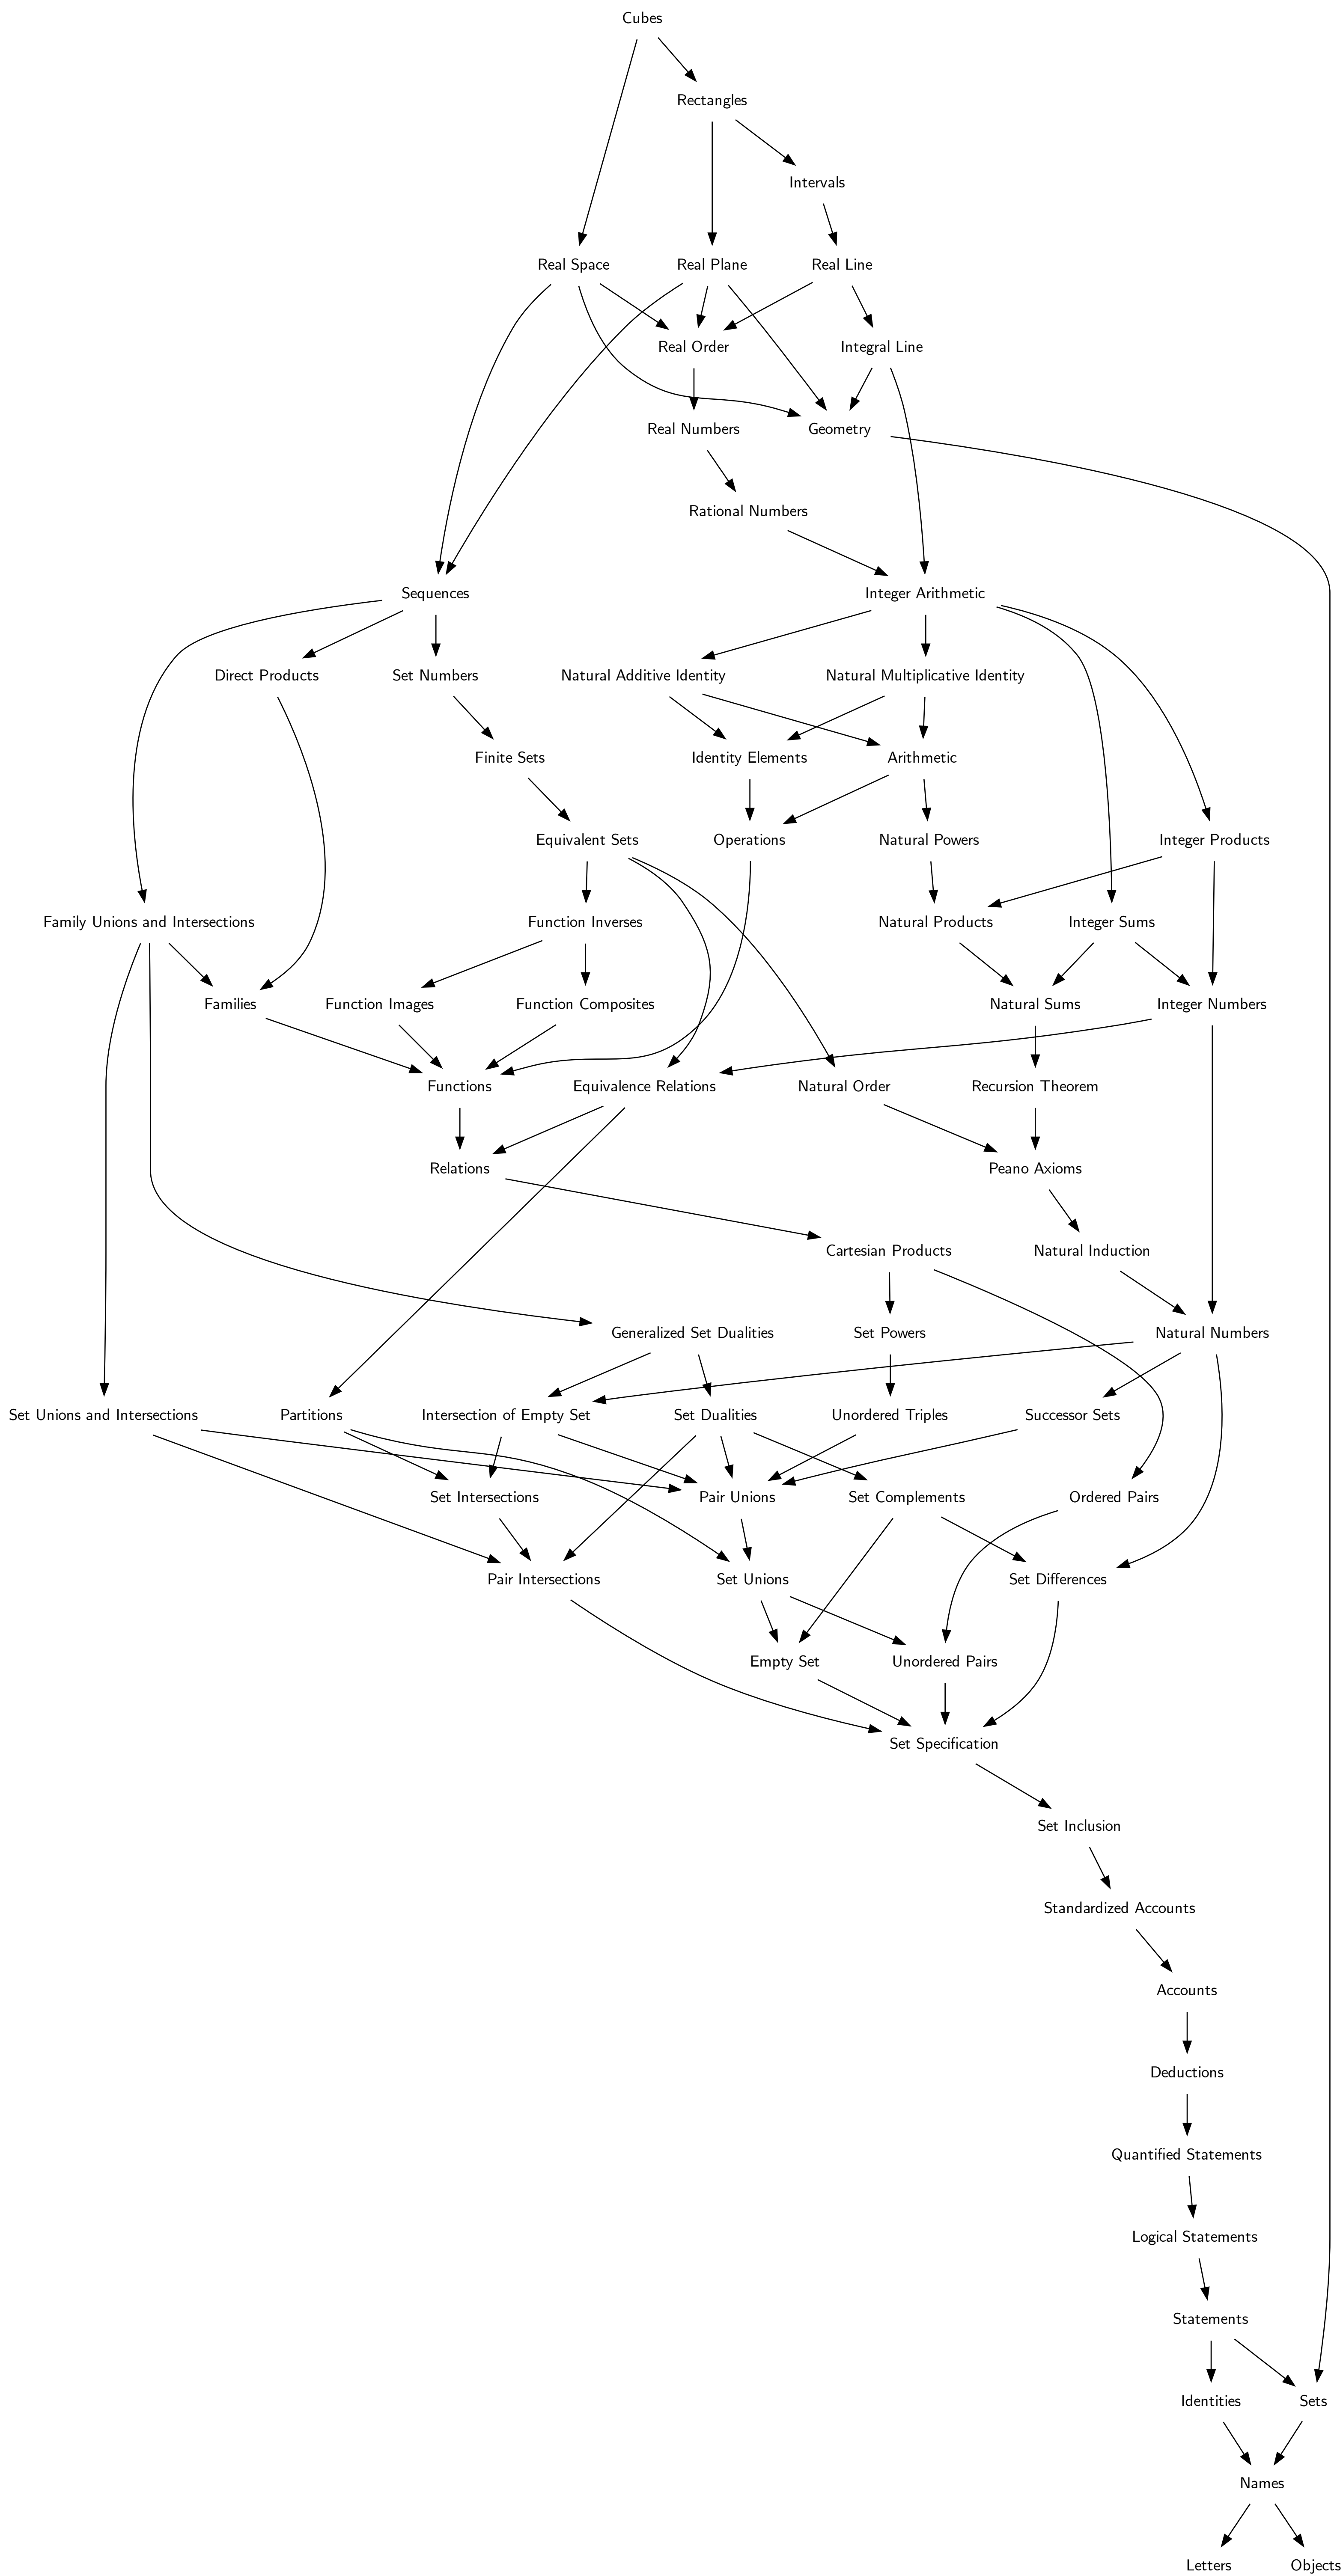 Cubes
Rectangles
Intervals
Real Space
Real Plane
Real Line
Real Order
Integral Line
Real Numbers
Geometry
Rational Numbers
Sequences
Integer Arithmetic
Direct Products
Set Numbers
Natural Additive Identity
Natural Multiplicative Identity
Finite Sets
Identity Elements
Arithmetic
Equivalent Sets
Operations
Natural Powers
Integer Products
Family Unions and Intersections
Function Inverses
Natural Products
Integer Sums
Families
Function Images
Function Composites
Natural Sums
Integer Numbers
Functions
Equivalence Relations
Natural Order
Recursion Theorem
Relations
Peano Axioms
Cartesian Products
Natural Induction
Generalized Set Dualities
Set Powers
Natural Numbers
Set Unions and Intersections
Partitions
Intersection of Empty Set
Set Dualities
Unordered Triples
Successor Sets
Set Intersections
Pair Unions
Set Complements
Ordered Pairs
Pair Intersections
Set Unions
Set Differences
Empty Set
Unordered Pairs
Set Specification
Set Inclusion
Standardized Accounts
Accounts
Deductions
Quantified Statements
Logical Statements
Statements
Identities
Sets
Names
Letters
Objects